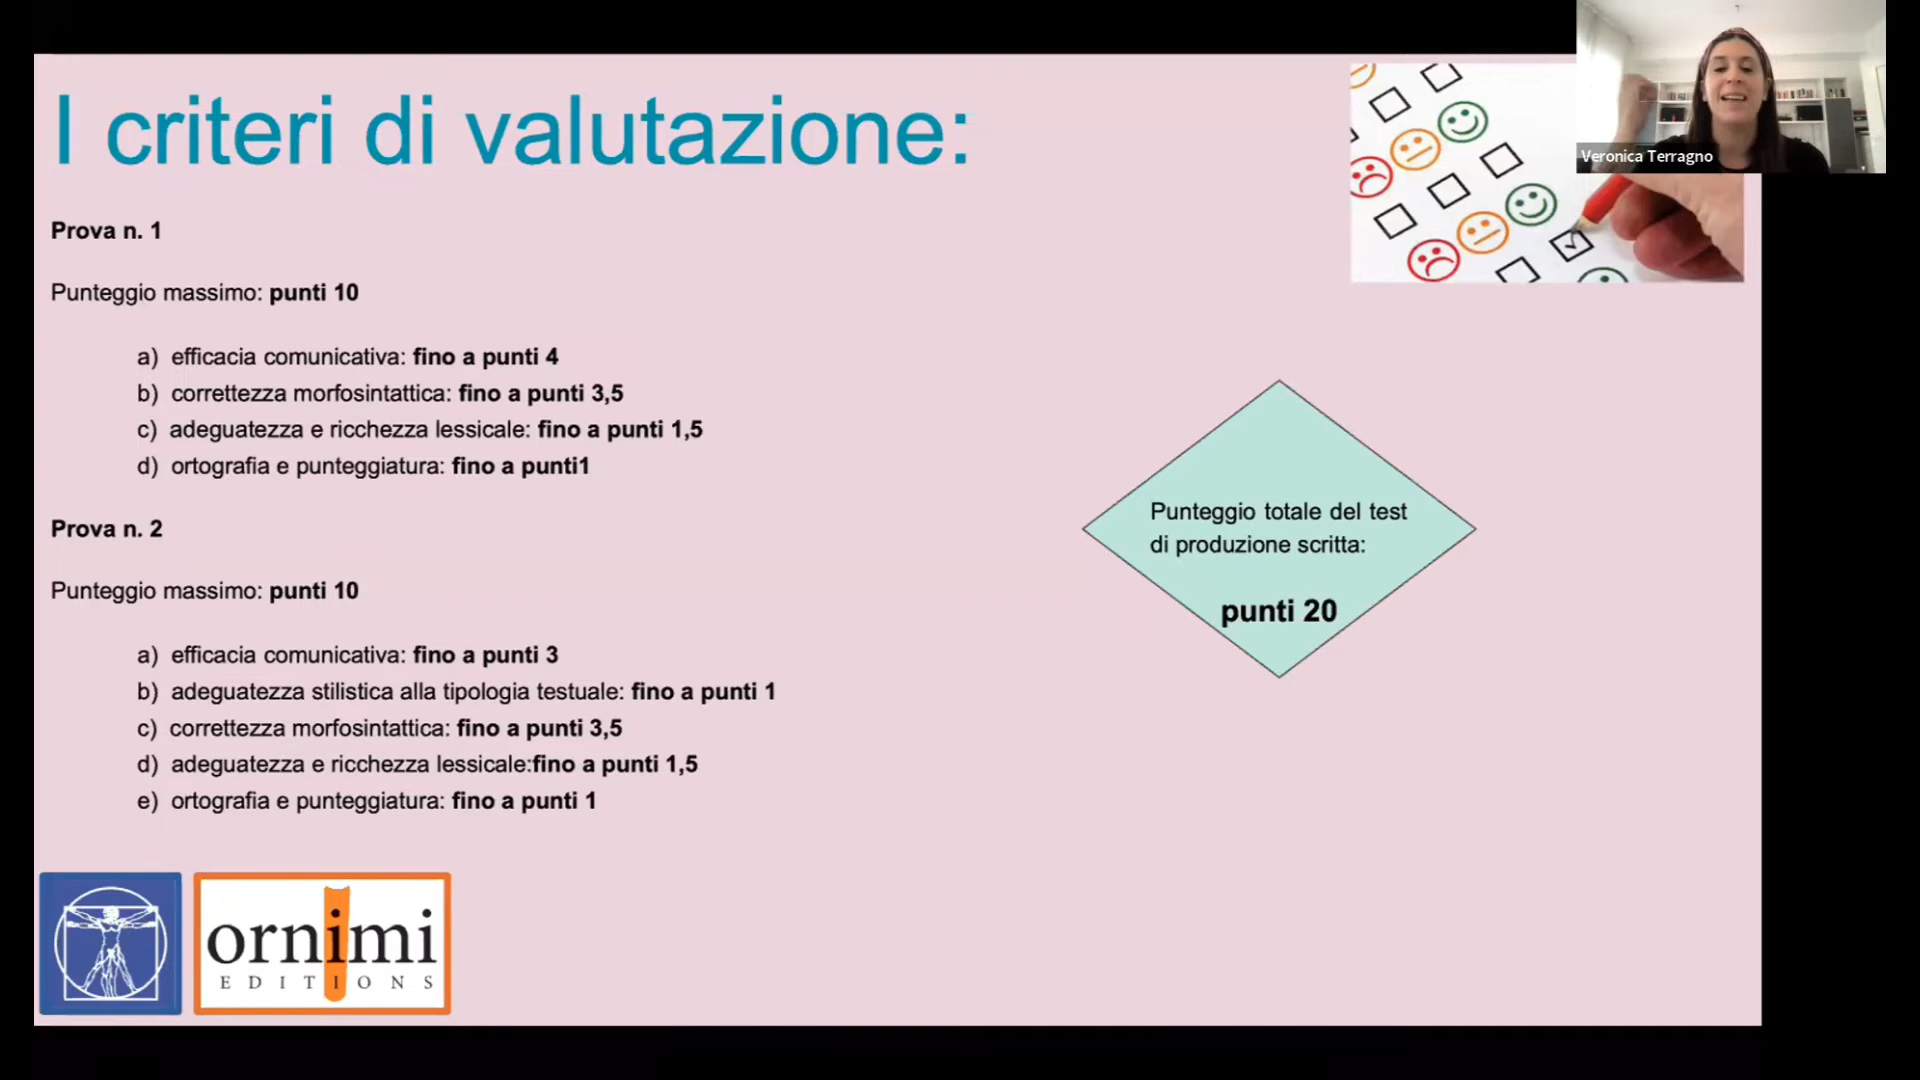 I criteri di valutazione:
Veronica Terragno
Prova n. 1
Punteggio massimo: punti 10
a) efficacia comunicativa: fino a punti 4
b) correttezza morfosintattica: fino a punti 3,5
c) adeguatezza e ricchezza lessicale: fino a punti 1,5
d) ortografia e punteggiatura: fino a punti1
Prova n. 2
Punteggio massimo: punti 10
a) efficacia comunicativa: fino a punti 3
b) adeguatezza stilistica alla tipologia testuale: fino a punti 1
c) correttezza morfosintattica: fino a punti 3,5
d) adeguatezza e ricchezza lessicale:fino a punti 1,5
e) ortografia e punteggiatura: fino a punti 1
Punteggio totale del test
di produzione scritta:
punti 20
ornimi
EDITIONS